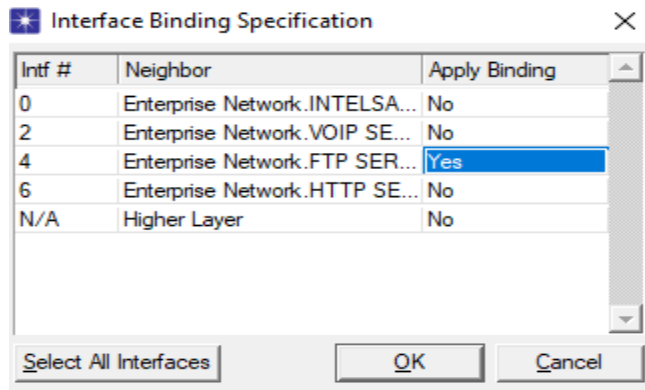 Interface Binding Specification
Intf # Neighbor Apply Binding
0 Enterprise Network.INTELSA... No
2 Enterprise Network.VOIP SE... No
4 Enterprise Network.FTP SER... Yes
6 Enterprise Network.HTTP SE... No
N/A Higher Layer No
Select All Interfaces OK Cancel